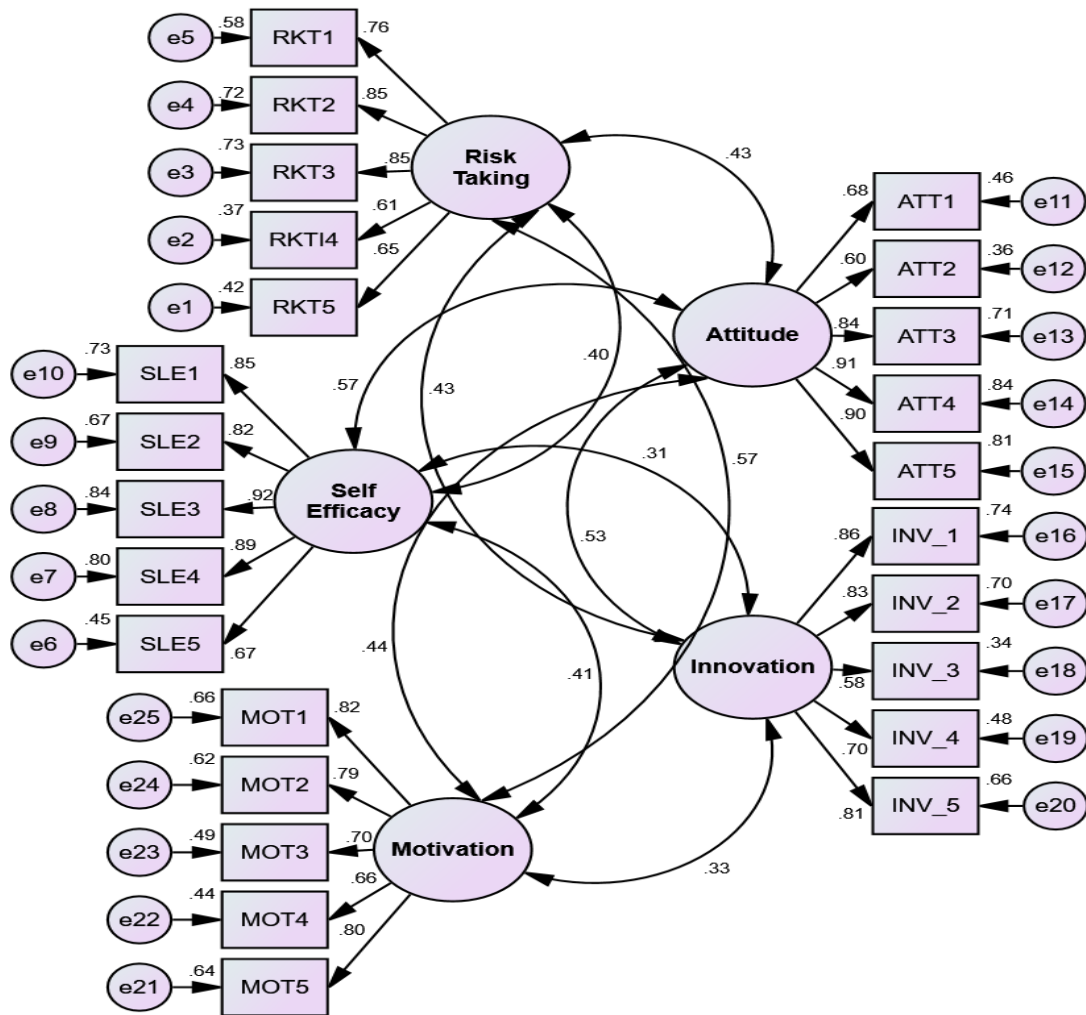 e5
.58
RKT1
.76
e4
.72
RKT2
.85
e3
.73
RKT3
.85
e2
.37
RKTI4
.61
e1
.42
RKT5
.65
Risk
Taking
.43
ATT1
.68
.46
e11
ATT2
.60
.36
e12
ATT3
.84
.71
e13
ATT4
.91
.84
e14
ATT5
.90
.81
e15
Attitude
e10
.73
SLE1
.85
e9
.67
SLE2
.82
e8
.84
SLE3
.92
e7
.80
SLE4
.89
e6
.45
SLE5
.67
Self
Efficacy
.57
.43
.40
.31
.57
.53
.44
.41
.33
INV_1
.86
.74
e16
INV_2
.83
.70
e17
INV_3
.58
.34
e18
INV_4
.70
.48
e19
INV_5
.81
.66
e20
Innovation
e25
.66
MOT1
.82
e24
.62
MOT2
.79
e23
.49
MOT3
.70
e22
.44
MOT4
.66
e21
.64
MOT5
.80
Motivation